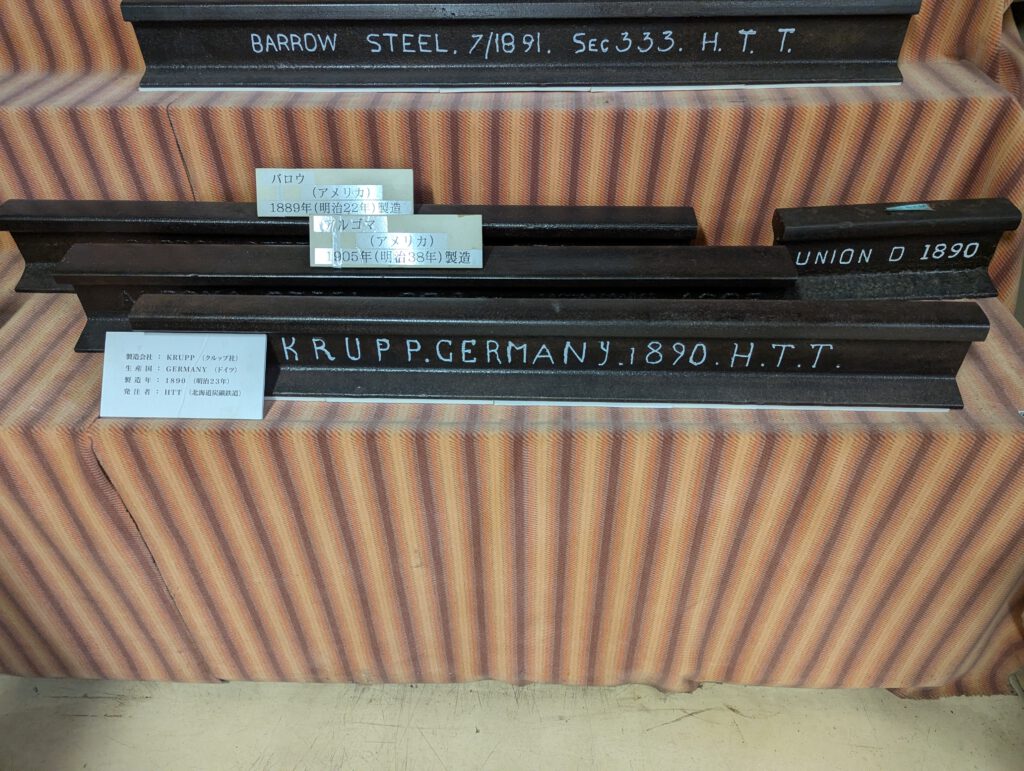 BARROW STEEL. 7/1891. SEC 333. H. T. T.
バロウ
(アメリカ)
1889年(明治22年)製造
アルゴマ
(アメリカ)
1905年(明治38年)製造
UNION D 1890
KRUPP.GERMANY.1890.H.T.T.
製造会社 : KRUPP (クルップ社)
生産国 : GERMANY (ドイツ)
製造年 : 1890 (明治23年)
発注者 : HTT (北海道炭礦鉄道)